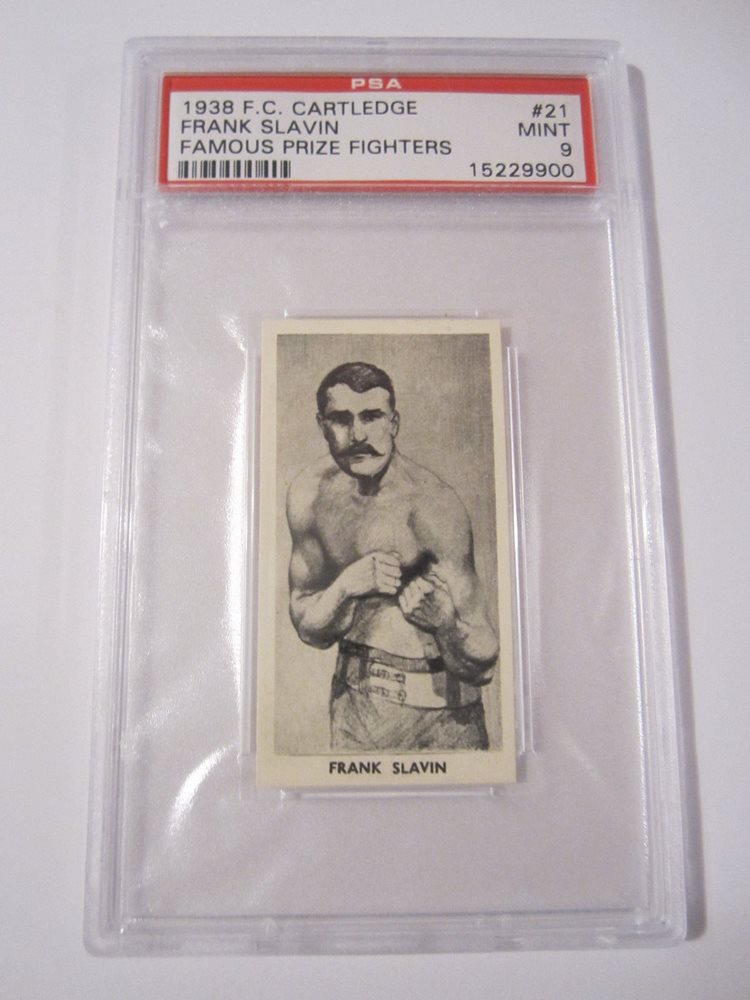 PSA
1938 F.C. CARTLEDGE #21
FRANK SLAVIN MINT
FAMOUS PRIZE FIGHTERS 9
15229900
FRANK SLAVIN